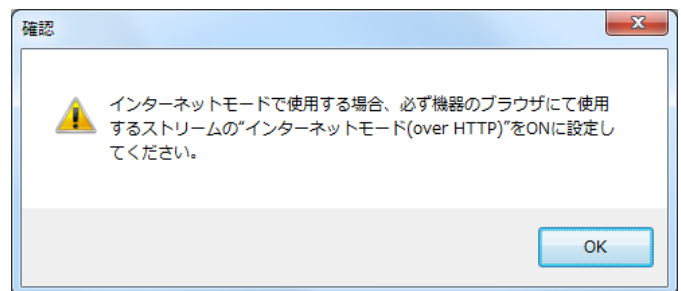 確認
インターネットモードで使用する場合、必ず機器のブラウザにて使用
するストリームの“インターネットモード(over HTTP)”をONに設定し
てください。
OK